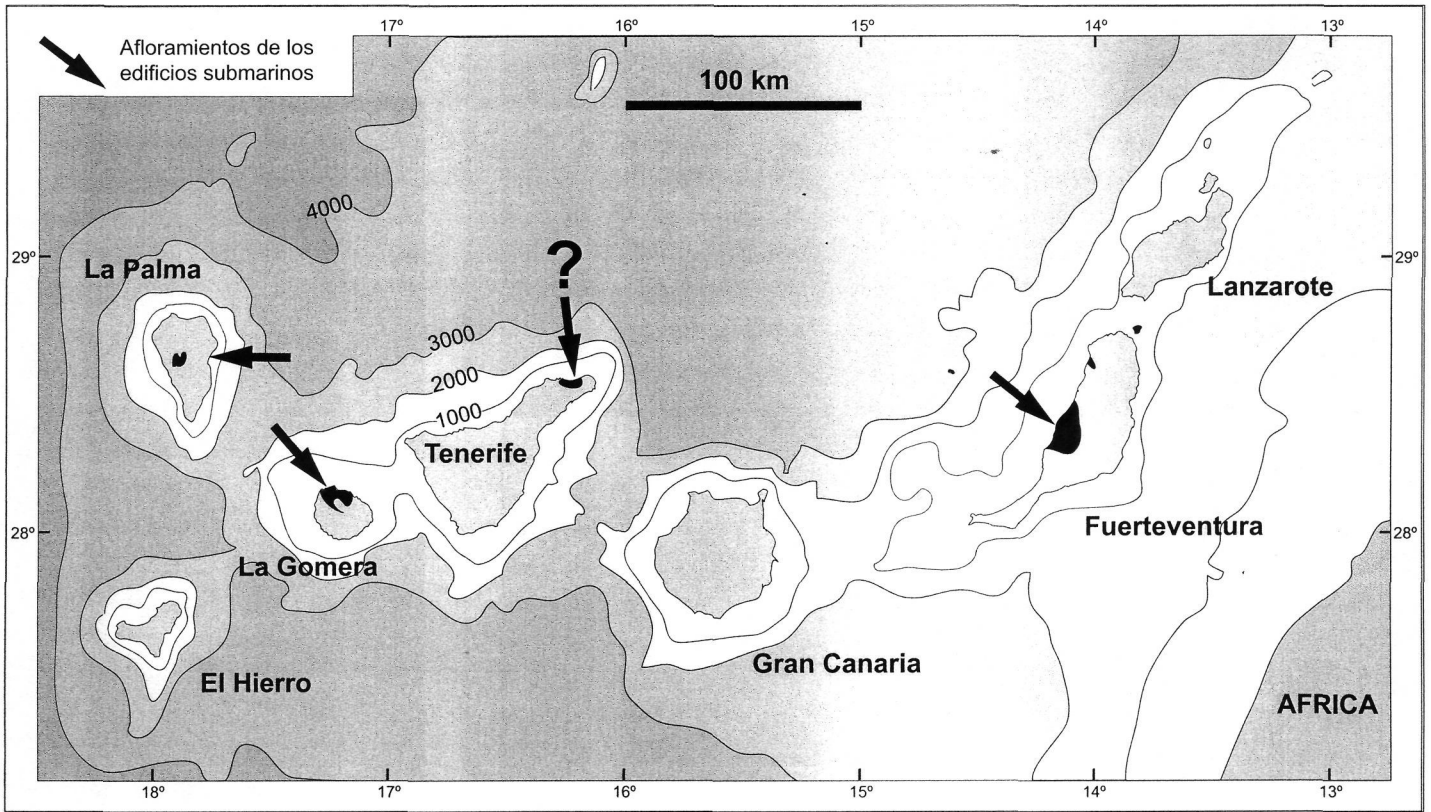 17º 16º 15º 14º 13º
Afloramientos de los
edificios submarinos
100 km
4000
29º 29º
La Palma
?
Lanzarote
3000
2000
1000
Tenerife
28º 28º
Fuerteventura
La Gomera
Gran Canaria
El Hierro
AFRICA
18º 17º 16º 15º 14º 13º